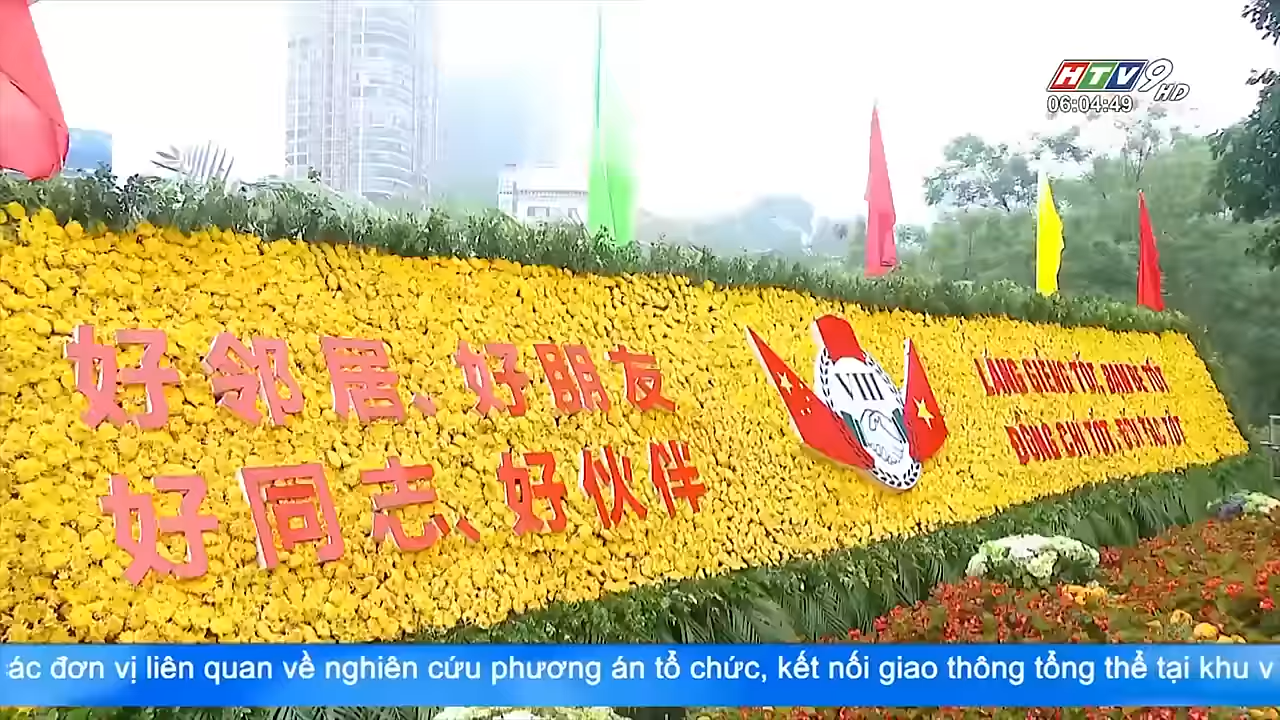 HTV9 HD
06:04:49
好邻居、好朋友
好同志、好伙伴
VIII
LÁNG GIỀNG TỐT, BẠN BÈ TỐT
ĐỒNG CHÍ TỐT, ĐỐI TÁC TỐT
các đơn vị liên quan về nghiên cứu phương án tổ chức, kết nối giao thông tổng thể tại khu v